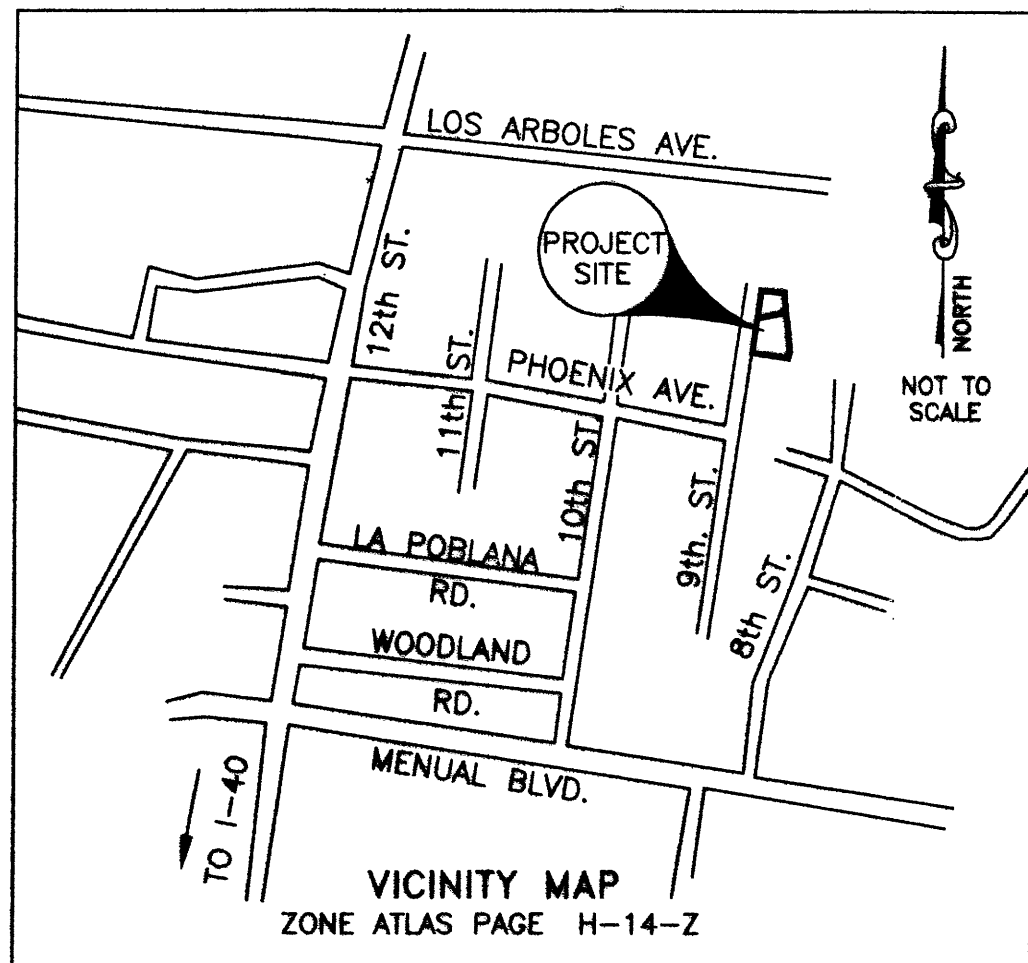 LOS ARBOLES AVE.
PROJECT
SITE
NORTH
NOT TO
SCALE
12th ST.
11th ST.
PHOENIX AVE.
10th ST.
9th. ST.
8th ST.
LA POBLANA
RD.
WOODLAND
RD.
MENUAL BLVD.
TO I-40
VICINITY MAP
ZONE ATLAS PAGE H-14-Z